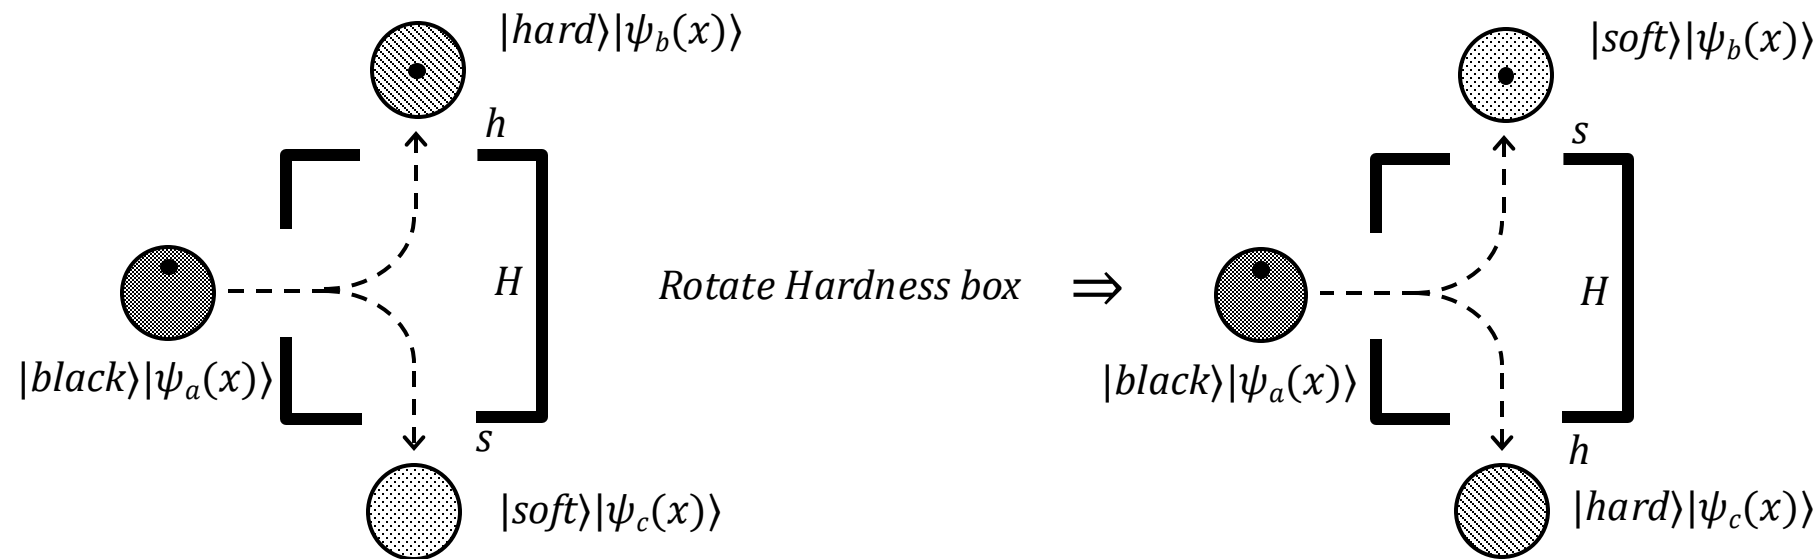 |hard⟩|ψ_b(x)⟩
h
H
|black⟩|ψ_a(x)⟩
s
|soft⟩|ψ_c(x)⟩
Rotate Hardness box ⇒
|soft⟩|ψ_b(x)⟩
s
H
|black⟩|ψ_a(x)⟩
h
|hard⟩|ψ_c(x)⟩